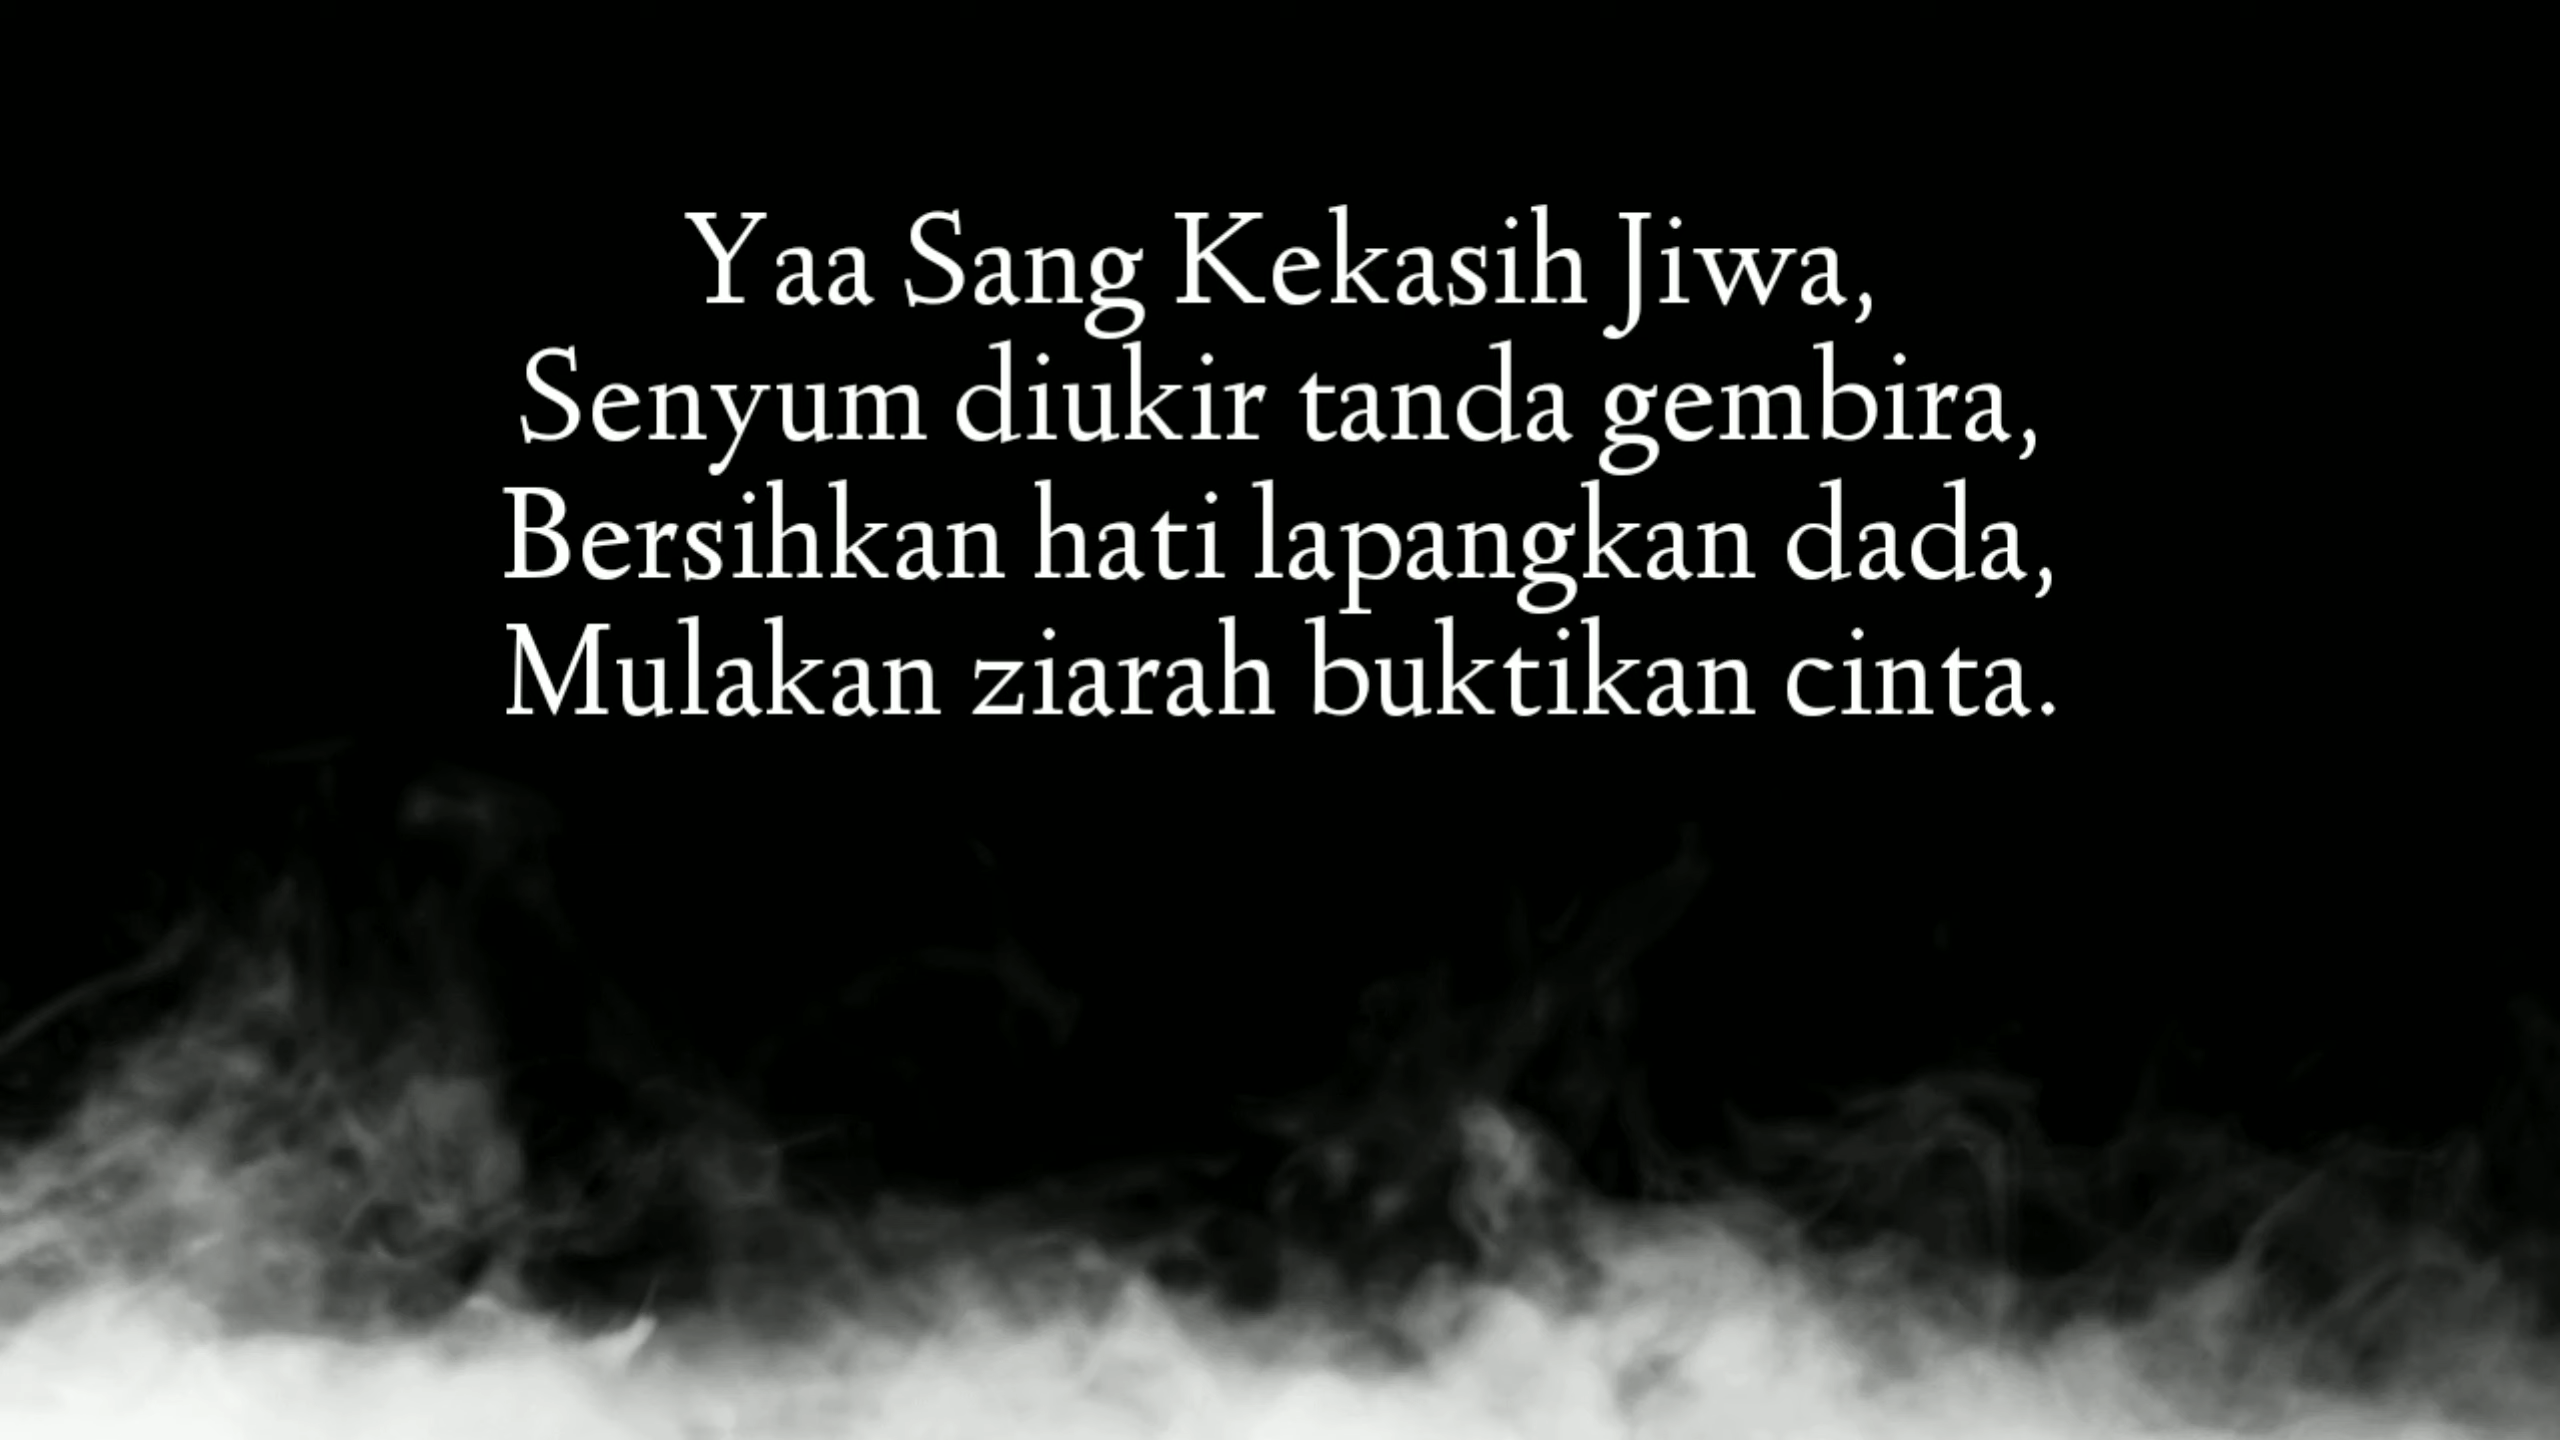 Yaa Sang Kekasih Jiwa,
Senyum diukir tanda gembira,
Bersihkan hati lapangkan dada,
Mulakan ziarah buktikan cinta.